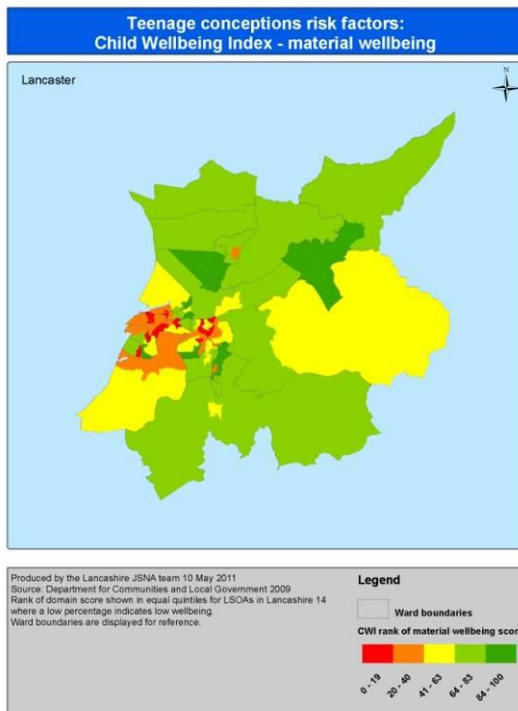 Teenage conceptions risk factors:
Child Wellbeing Index - material wellbeing
Lancaster
N
Produced by the Lancashire JSNA team 10 May 2011
Source: Department for Communities and Local Government 2009
Rank of domain score shown in equal quintiles for LSOAs in Lancashire 14
where a low percentage indicates low wellbeing.
Ward boundaries are displayed for reference.
Legend
Ward boundaries
CWI rank of material wellbeing score
0 - 19
20 - 40
41 - 63
64 - 83
84 - 100